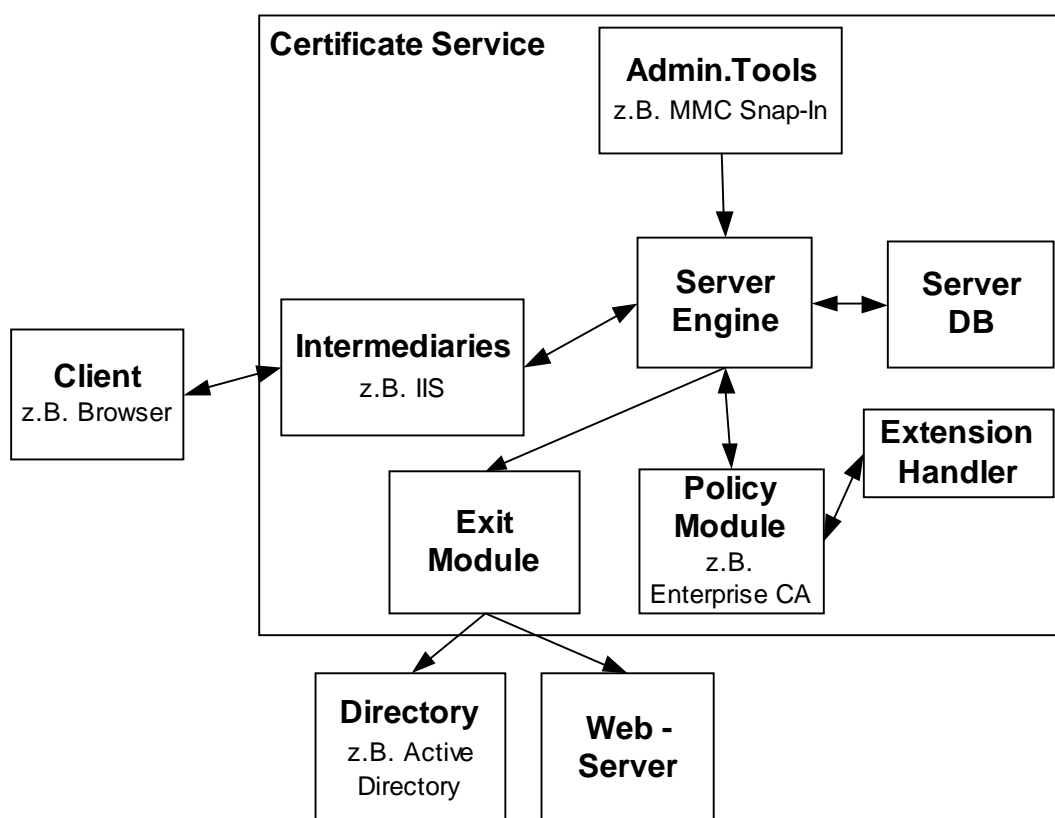 Certificate Service
Admin.Tools
z.B. MMC Snap-In
Server
Engine
Server
DB
Intermediaries
z.B. IIS
Client
z.B. Browser
Extension
Handler
Exit
Module
Policy
Module
z.B.
Enterprise CA
Directory
z.B. Active
Directory
Web -
Server